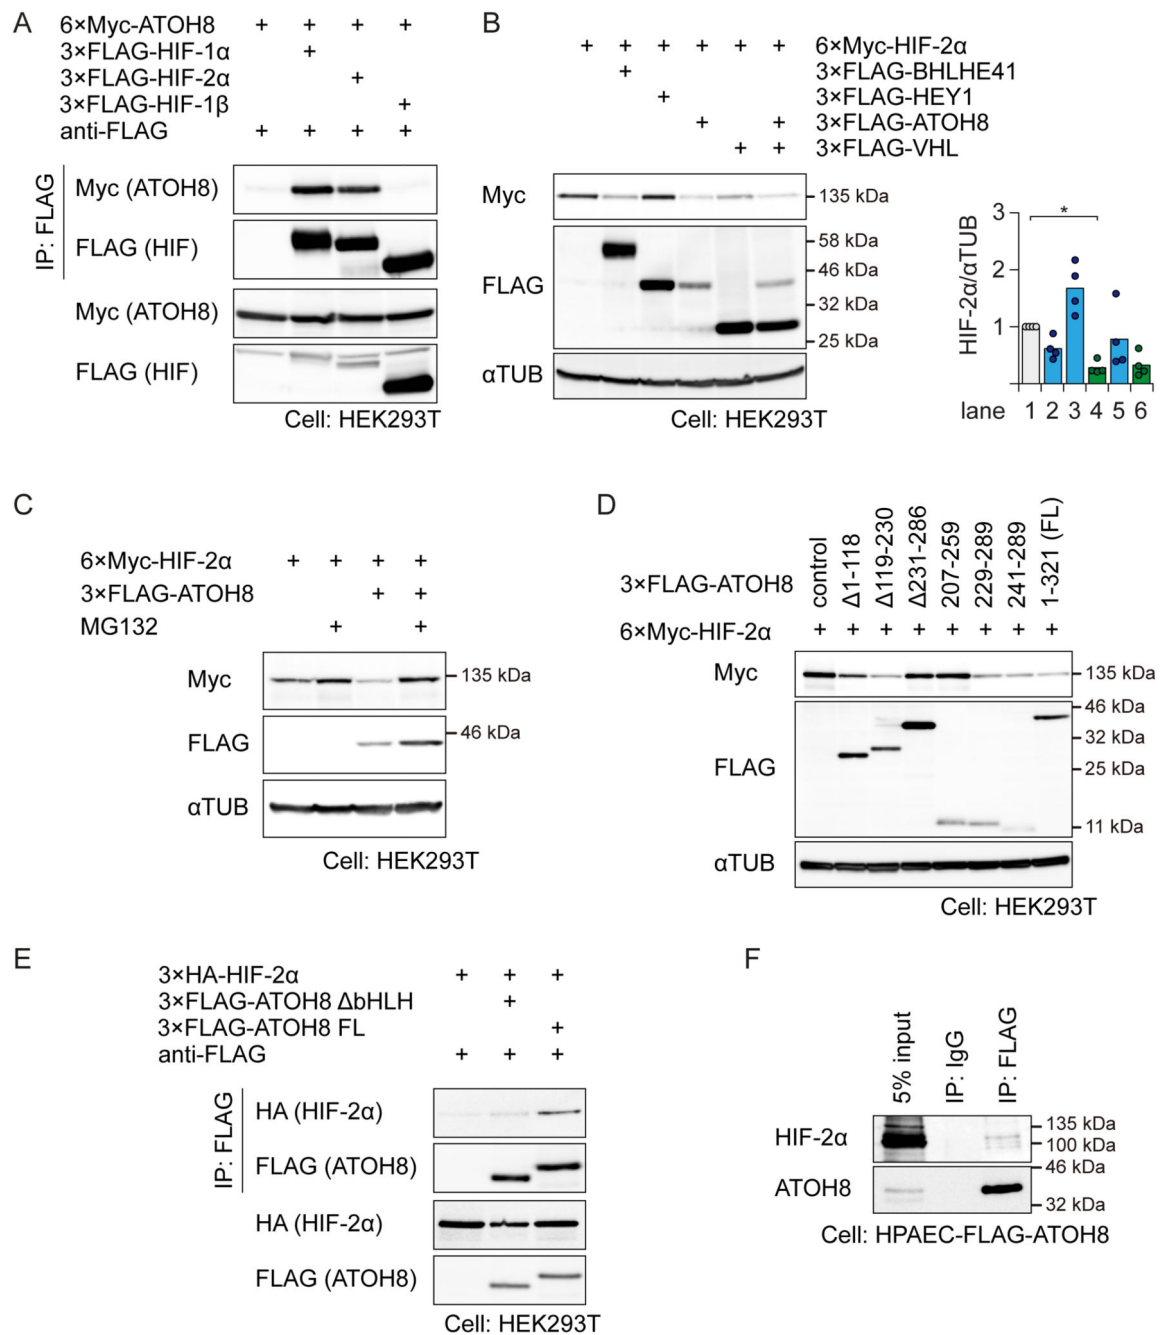 A
6×Myc-ATOH8 + + + +
3×FLAG-HIF-1α +
3×FLAG-HIF-2α +
3×FLAG-HIF-1β +
anti-FLAG + + + +
IP: FLAG
Myc (ATOH8)
FLAG (HIF)
Myc (ATOH8)
FLAG (HIF)
Cell: HEK293T
B
+ + + + + + 6×Myc-HIF-2α
+ 3×FLAG-BHLHE41
+ 3×FLAG-HEY1
+ + 3×FLAG-ATOH8
+ + 3×FLAG-VHL
Myc
135 kDa
FLAG
58 kDa
46 kDa
32 kDa
25 kDa
αTUB
Cell: HEK293T
HIF-2α/αTUB
3
2
1
0
*
lane 1 2 3 4 5 6
C
6×Myc-HIF-2α + + + +
3×FLAG-ATOH8 + +
MG132 + +
Myc
135 kDa
FLAG
46 kDa
αTUB
Cell: HEK293T
D
3×FLAG-ATOH8
control
Δ1-118
Δ119-230
Δ231-286
207-259
229-289
241-289
1-321 (FL)
6×Myc-HIF-2α + + + + + + + +
Myc
135 kDa
FLAG
46 kDa
32 kDa
25 kDa
11 kDa
αTUB
Cell: HEK293T
E
3×HA-HIF-2α + + +
3×FLAG-ATOH8 ΔbHLH +
3×FLAG-ATOH8 FL +
anti-FLAG + + +
IP: FLAG
HA (HIF-2α)
FLAG (ATOH8)
HA (HIF-2α)
FLAG (ATOH8)
Cell: HEK293T
F
5% input
IP: IgG
IP: FLAG
HIF-2α
135 kDa
100 kDa
ATOH8
46 kDa
32 kDa
Cell: HPAEC-FLAG-ATOH8